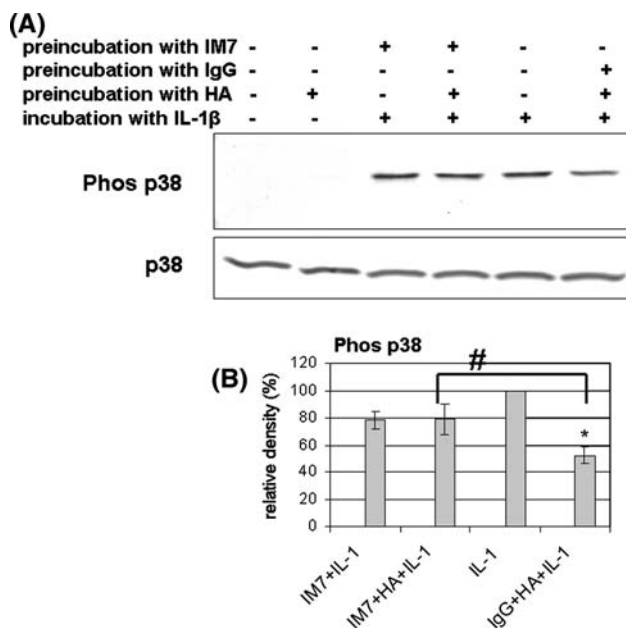 (A)
preincubation with IM7 - - + + - -
preincubation with IgG - - - - - +
preincubation with HA - + - + - +
incubation with IL-1β - - + + + +
Phos p38
p38
(B)
Phos p38
#
relative density (%)
120
100
80
60
40
20
0
*
IM7+IL-1
IM7+HA+IL-1
IL-1
IgG+HA+IL-1